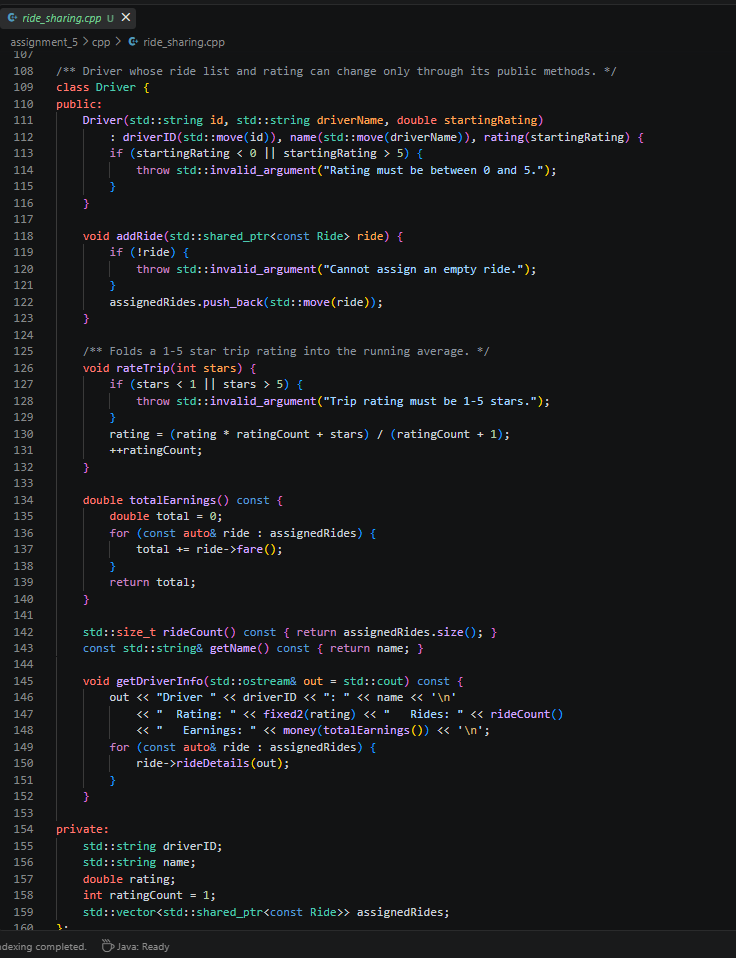 ride_sharing.cpp U ×
assignment_5 > cpp > ride_sharing.cpp
107
108 /** Driver whose ride list and rating can change only through its public methods. */
109 class Driver {
110 public:
111     Driver(std::string id, std::string driverName, double startingRating)
112         : driverID(std::move(id)), name(std::move(driverName)), rating(startingRating) {
113         if (startingRating < 0 || startingRating > 5) {
114             throw std::invalid_argument("Rating must be between 0 and 5.");
115         }
116     }
117
118     void addRide(std::shared_ptr<const Ride> ride) {
119         if (!ride) {
120             throw std::invalid_argument("Cannot assign an empty ride.");
121         }
122         assignedRides.push_back(std::move(ride));
123     }
124
125     /** Folds a 1-5 star trip rating into the running average. */
126     void rateTrip(int stars) {
127         if (stars < 1 || stars > 5) {
128             throw std::invalid_argument("Trip rating must be 1-5 stars.");
129         }
130         rating = (rating * ratingCount + stars) / (ratingCount + 1);
131         ++ratingCount;
132     }
133
134     double totalEarnings() const {
135         double total = 0;
136         for (const auto& ride : assignedRides) {
137             total += ride->fare();
138         }
139         return total;
140     }
141
142     std::size_t rideCount() const { return assignedRides.size(); }
143     const std::string& getName() const { return name; }
144
145     void getDriverInfo(std::ostream& out = std::cout) const {
146         out << "Driver " << driverID << ": " << name << '\n'
147             << "  Rating: " << fixed2(rating) << "   Rides: " << rideCount()
148             << "   Earnings: " << money(totalEarnings()) << '\n';
149         for (const auto& ride : assignedRides) {
150             ride->rideDetails(out);
151         }
152     }
153
154 private:
155     std::string driverID;
156     std::string name;
157     double rating;
158     int ratingCount = 1;
159     std::vector<std::shared_ptr<const Ride>> assignedRides;
160 };
ndexing completed. Java: Ready